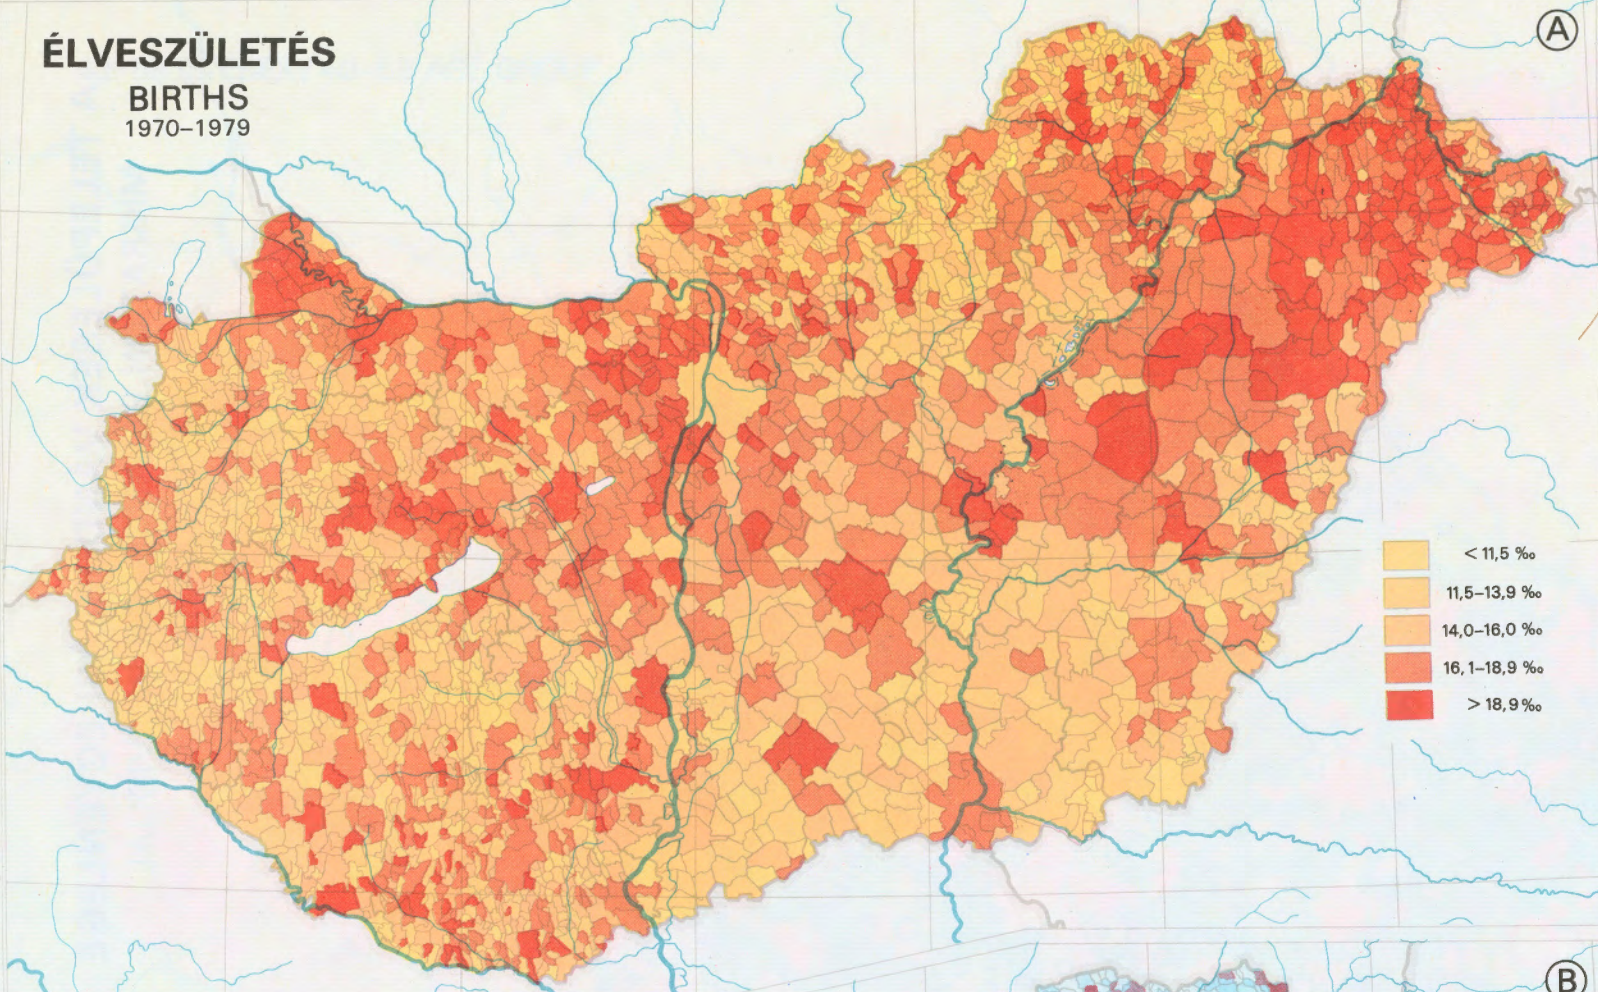 ÉLVESZÜLETÉS
BIRTHS
1970–1979
A
< 11,5 ‰
11,5–13,9 ‰
14,0–16,0 ‰
16,1–18,9 ‰
> 18,9 ‰
B